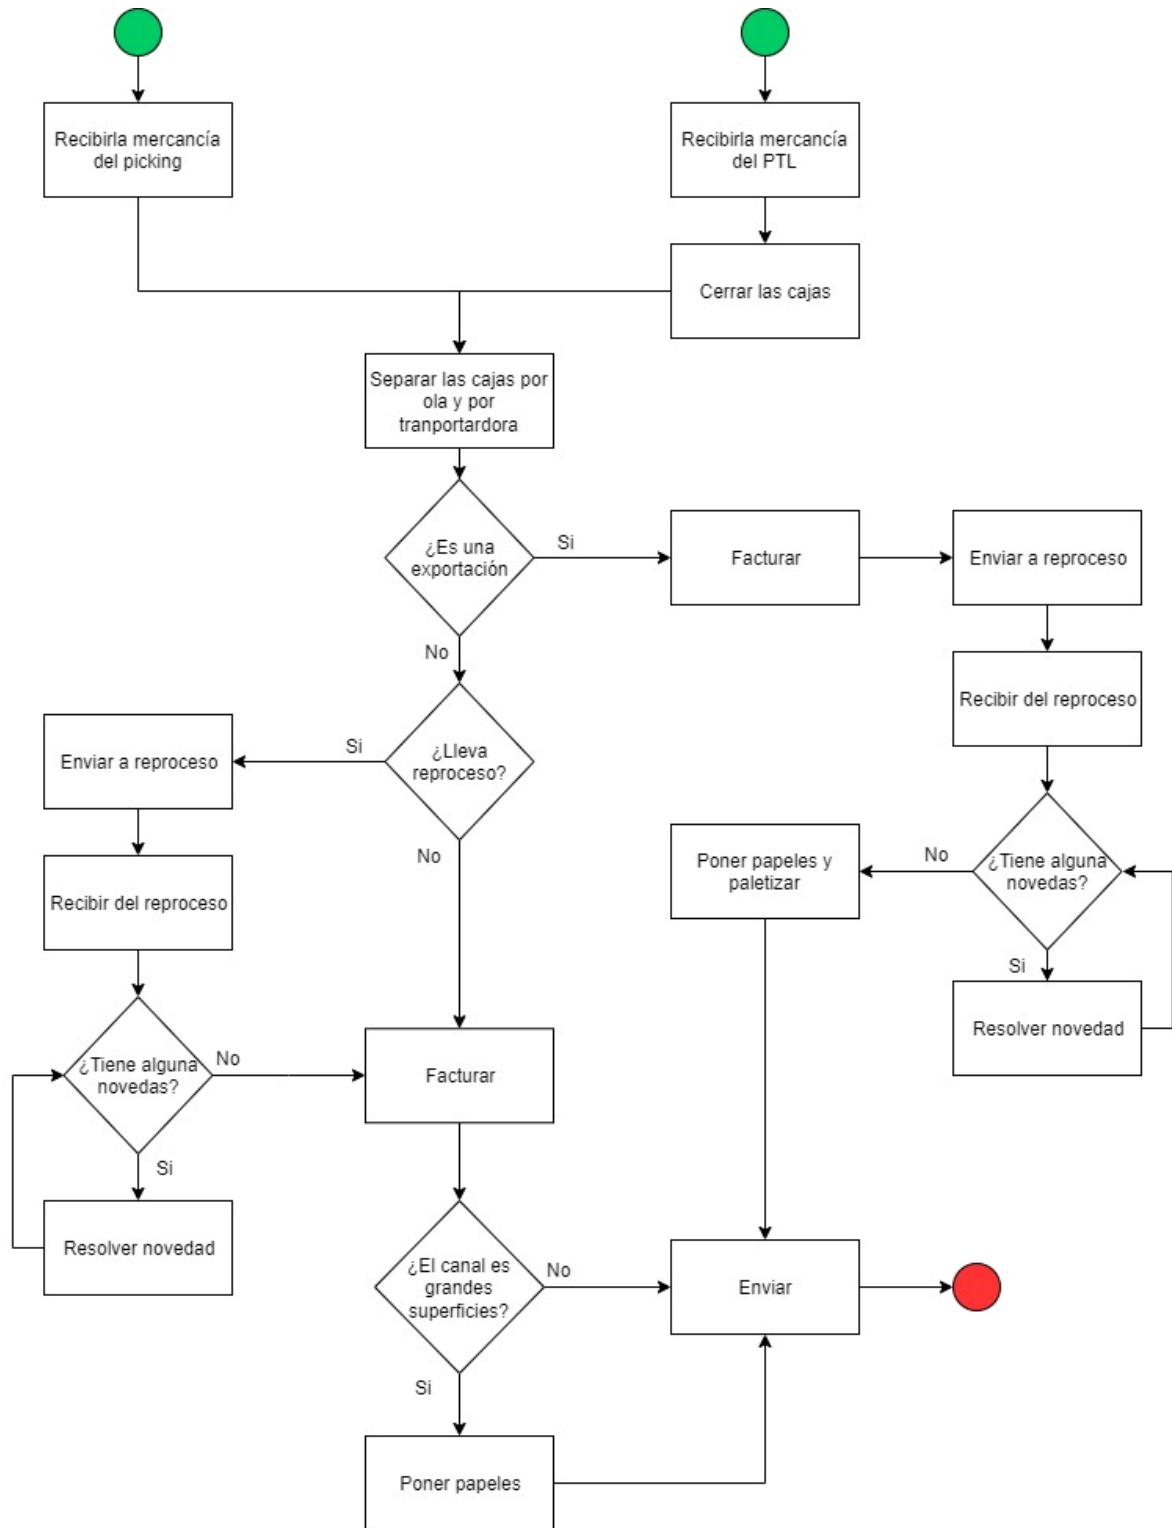 Recibirla mercancía
del picking
Recibirla mercancía
del PTL
Cerrar las cajas
Separar las cajas por
ola y por
tranportardora
¿Es una
exportación
Si
Facturar
Enviar a reproceso
No
Recibir del reproceso
¿Lleva
reproceso?
Si
Enviar a reproceso
No
Poner papeles y
paletizar
No
¿Tiene alguna
novedas?
Si
Resolver novedad
Recibir del reproceso
¿Tiene alguna
novedas?
No
Facturar
Si
Resolver novedad
¿El canal es
grandes
superficies?
No
Enviar
Si
Poner papeles